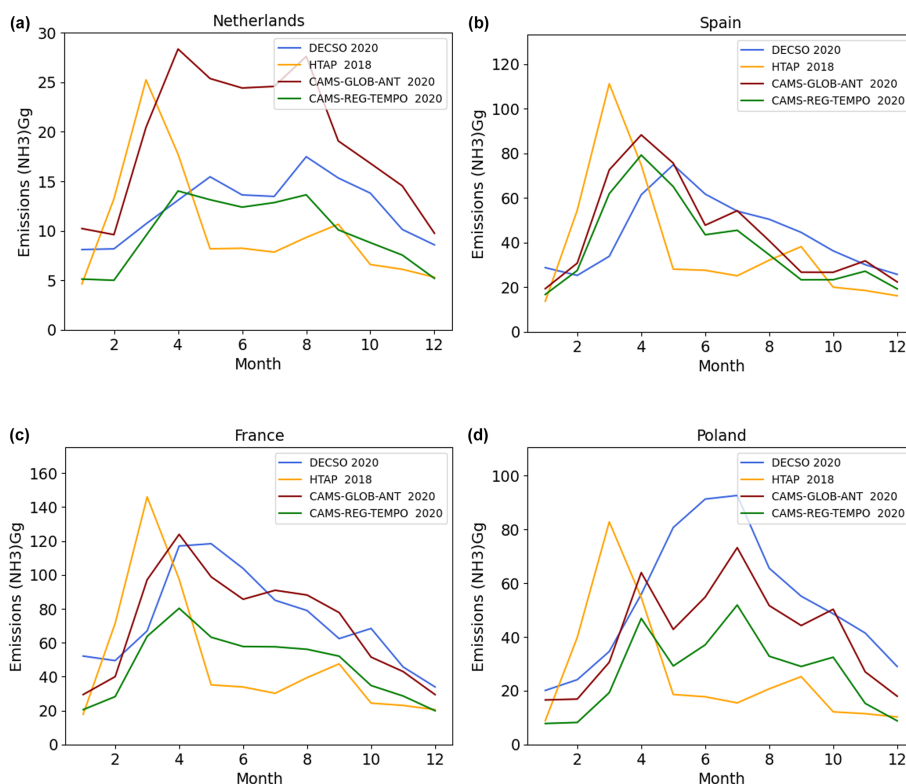 (a)
Netherlands
30
25
20
15
10
5
0
Emissions (NH3)Gg
2 4 6 8 10 12
Month
DECSO 2020
HTAP 2018
CAMS-GLOB-ANT 2020
CAMS-REG-TEMPO 2020
(b)
Spain
120
100
80
60
40
20
0
Emissions (NH3)Gg
2 4 6 8 10 12
Month
DECSO 2020
HTAP 2018
CAMS-GLOB-ANT 2020
CAMS-REG-TEMPO 2020
(c)
France
160
140
120
100
80
60
40
20
0
Emissions (NH3)Gg
2 4 6 8 10 12
Month
DECSO 2020
HTAP 2018
CAMS-GLOB-ANT 2020
CAMS-REG-TEMPO 2020
(d)
Poland
100
80
60
40
20
0
Emissions (NH3)Gg
2 4 6 8 10 12
Month
DECSO 2020
HTAP 2018
CAMS-GLOB-ANT 2020
CAMS-REG-TEMPO 2020